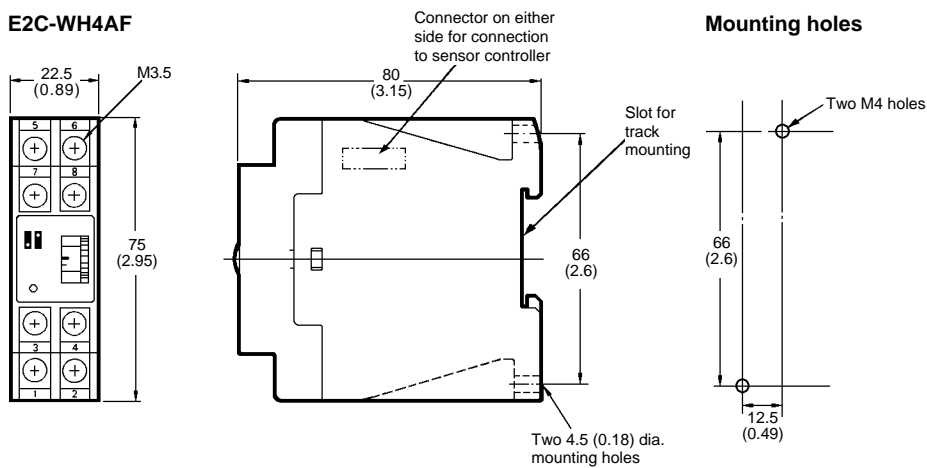 E2C-WH4AF
Connector on either
side for connection
to sensor controller
Mounting holes
22.5
(0.89)
M3.5
80
(3.15)
Slot for
track
mounting
Two M4 holes
5 6
7 8
75
(2.95)
66
(2.6)
66
(2.6)
3 4
1 2
12.5
(0.49)
Two 4.5 (0.18) dia.
mounting holes